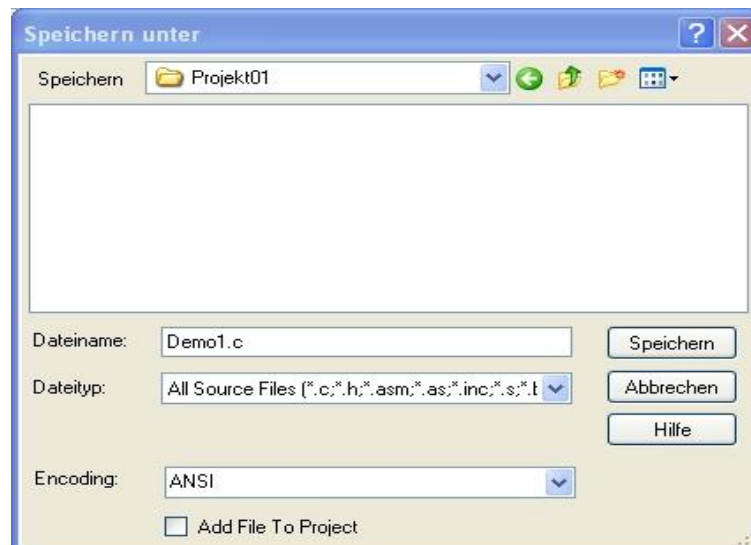 Speichern unter
Speichern Projekt01
Dateiname: Demo1.c Speichern
Dateityp: All Source Files (*.c;*.h;*.asm;*.as;*.inc;*.s;*.t Abbrechen
Hilfe
Encoding: ANSI
Add File To Project